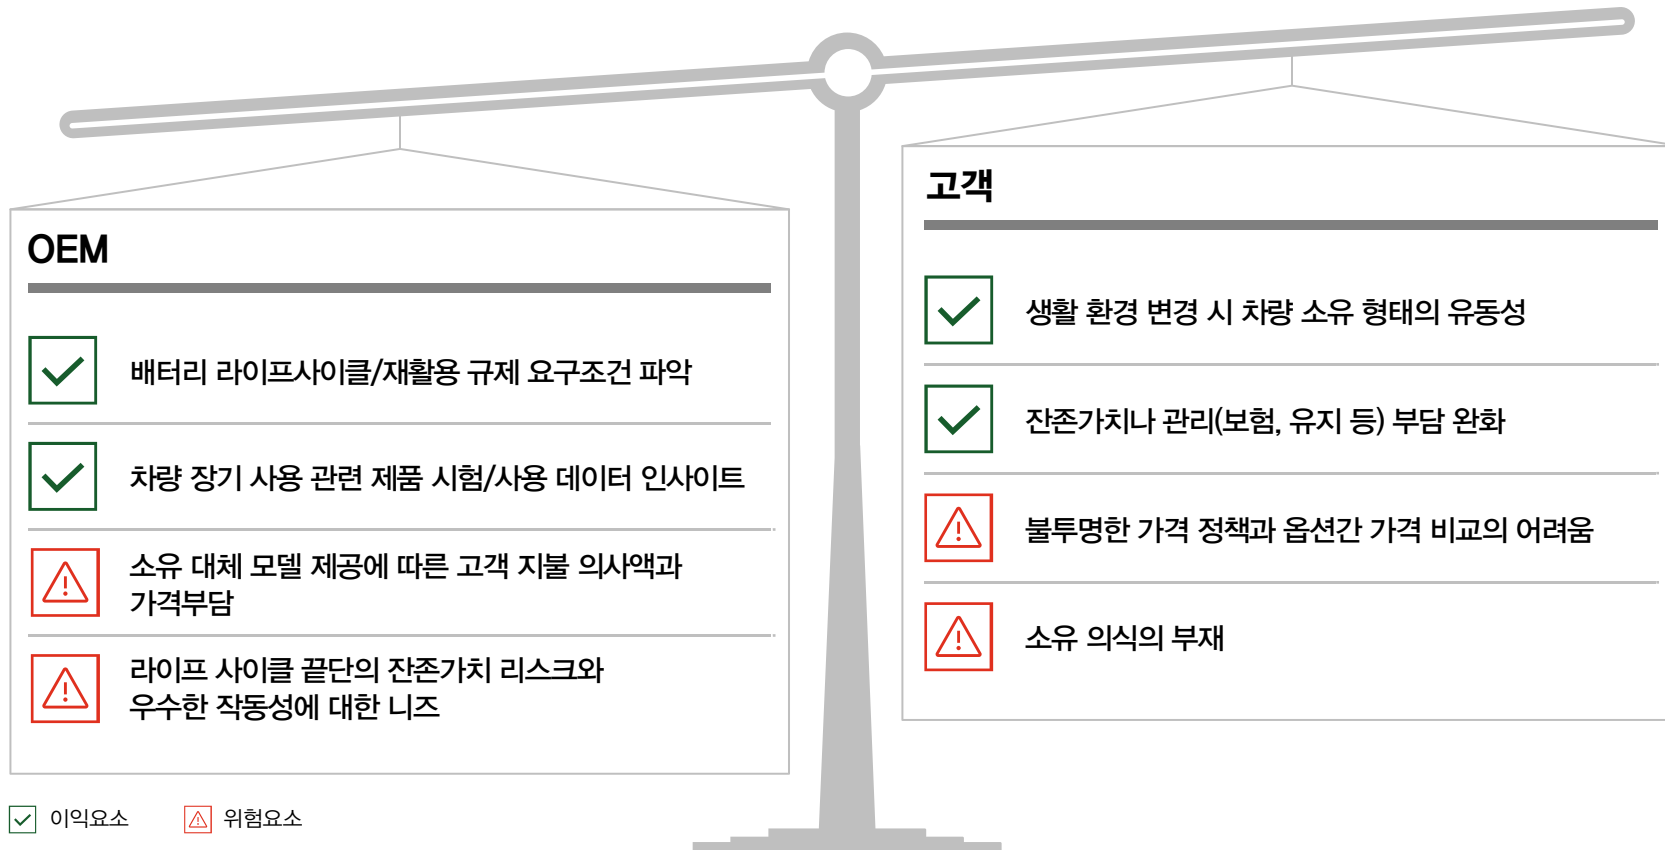 OEM
배터리 라이프사이클/재활용 규제 요구조건 파악
차량 장기 사용 관련 제품 시험/사용 데이터 인사이트
소유 대체 모델 제공에 따른 고객 지불 의사액과
가격부담
라이프 사이클 끝단의 잔존가치 리스크와
우수한 작동성에 대한 니즈
고객
생활 환경 변경 시 차량 소유 형태의 유동성
잔존가치나 관리(보험, 유지 등) 부담 완화
불투명한 가격 정책과 옵션간 가격 비교의 어려움
소유 의식의 부재
이익요소
위험요소